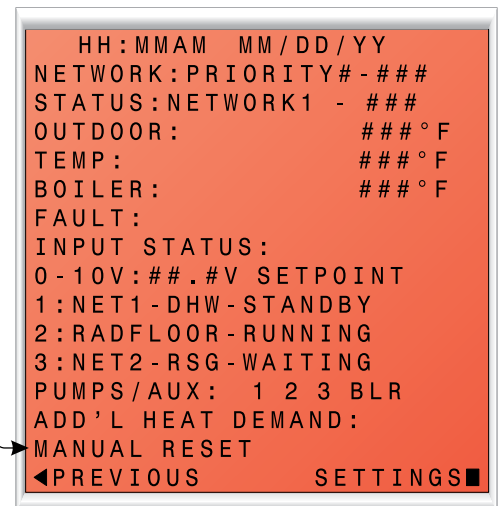 HH:MMAM MM/DD/YY
NETWORK:PRIORITY#-###
STATUS:NETWORK1 - ###
OUTDOOR: ###°F
TEMP: ###°F
BOILER: ###°F
FAULT:
INPUT STATUS:
0-10V:##.#V SETPOINT
1:NET1-DHW-STANDBY
2:RADFLOOR-RUNNING
3:NET2-RSG-WAITING
PUMPS/AUX: 1 2 3 BLR
ADD'L HEAT DEMAND:
MANUAL RESET
◀PREVIOUS SETTINGS■